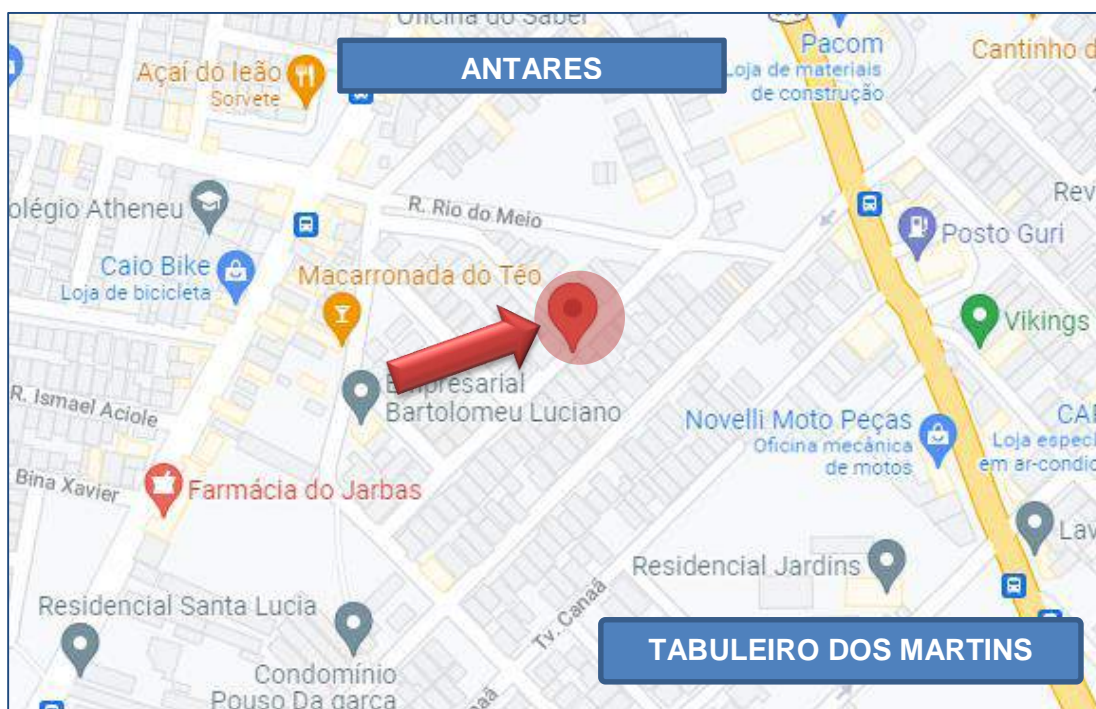 Oficina do Saber
ANTARES
Pacom
Loja de materiais
de construção
Cantinho d
Açaí do leão
Sorvete
olégio Atheneu
R. Rio do Meio
Rev
Posto Guri
Caio Bike
Loja de bicicleta
Macarronada do Téo
Vikings
Empresarial
Bartolomeu Luciano
R. Ismael Aciole
Novelli Moto Peças
Oficina mecânica
de motos
CAP
Loja especi
em ar-condic
Bina Xavier
Farmácia do Jarbas
Lav
Residencial Jardins
Residencial Santa Lucia
Tv. Canaã
TABULEIRO DOS MARTINS
Condomínio
Pouso Da garça
aã